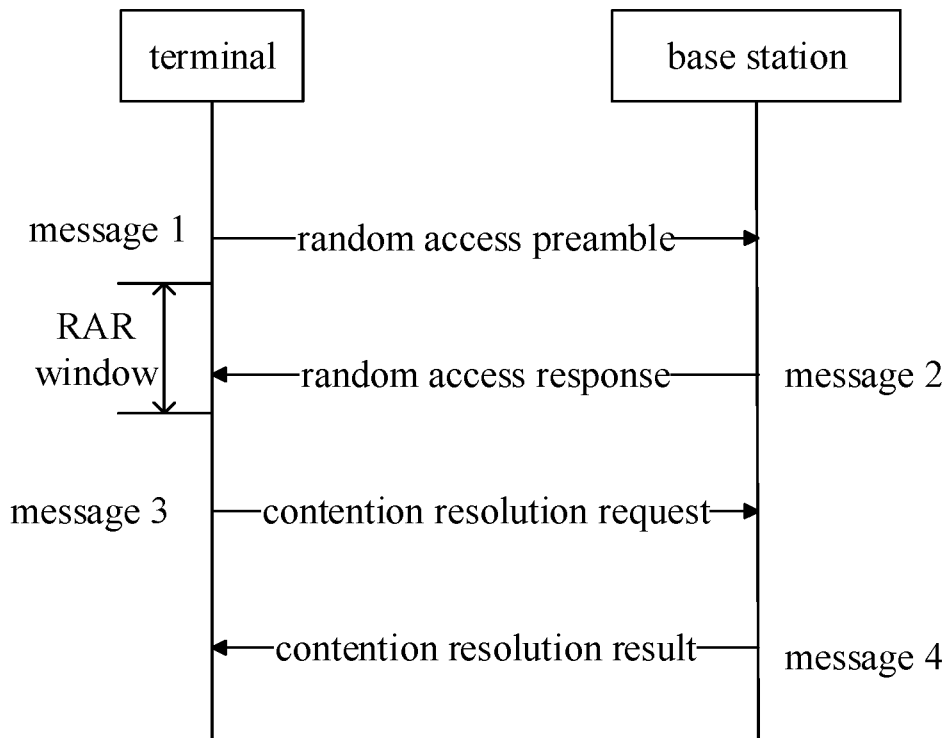 terminal
base station
message 1
random access preamble
RAR
window
random access response
message 2
message 3
contention resolution request
contention resolution result
message 4